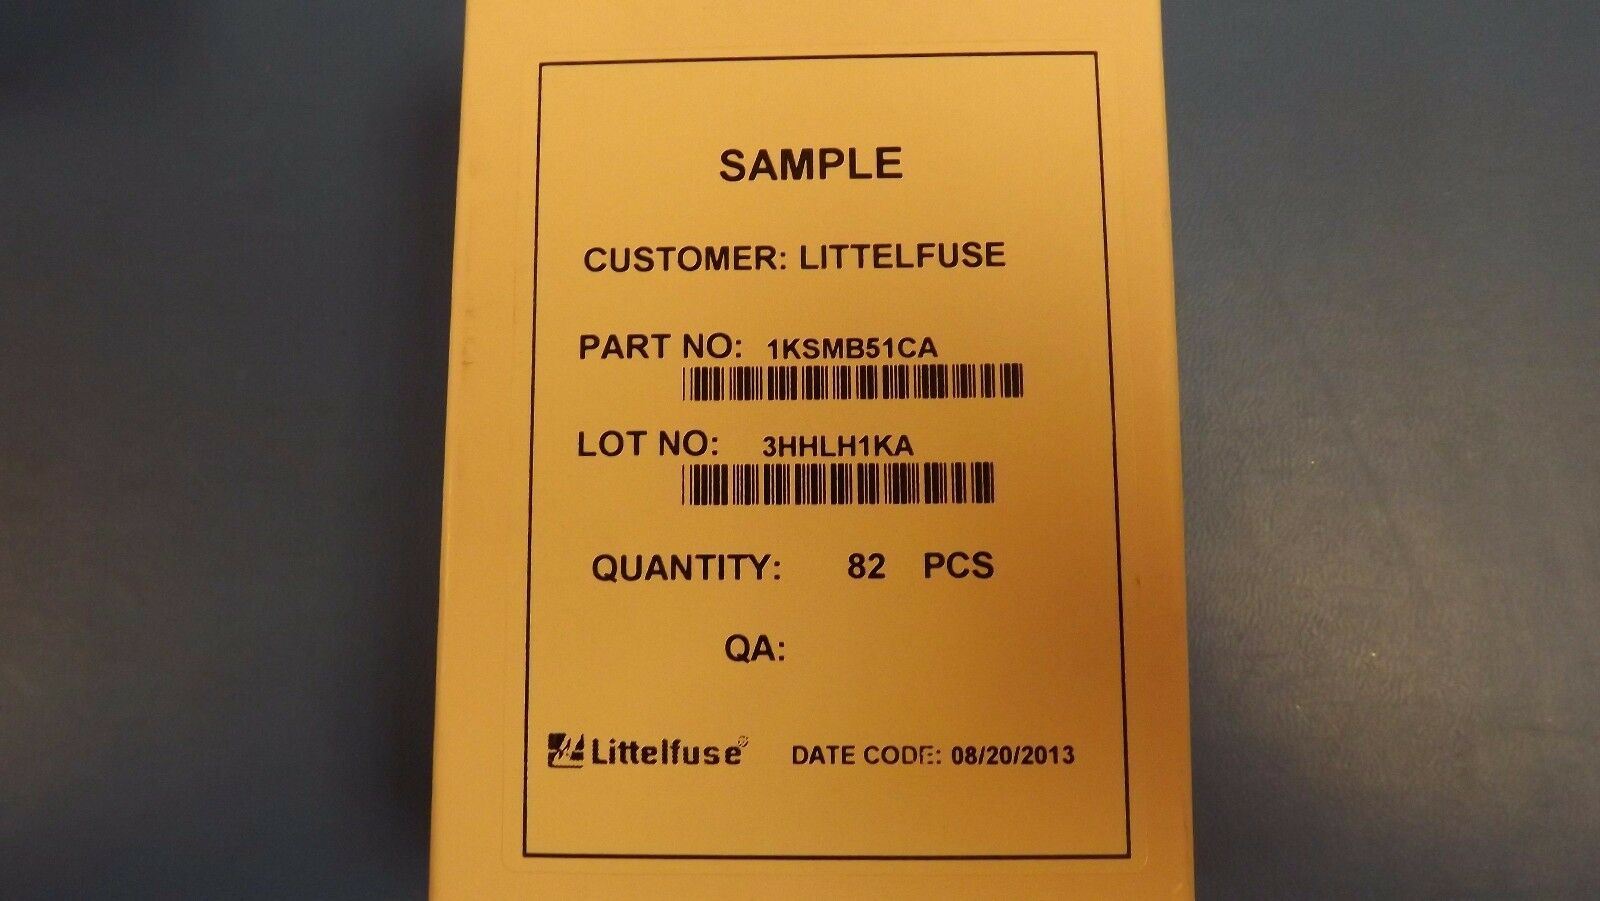 SAMPLE
CUSTOMER: LITTELFUSE
PART NO: 1KSMB51CA
LOT NO: 3HHLH1KA
QUANTITY: 82 PCS
QA:
Littelfuse® DATE CODE: 08/20/2013